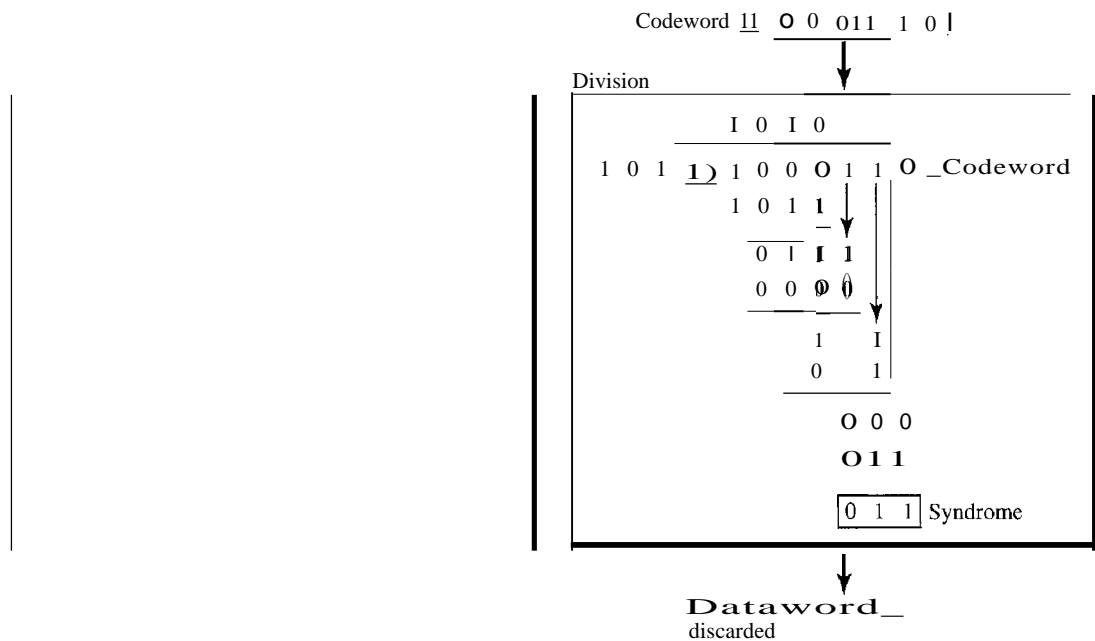 Codeword 11 O 0 011 1 0 |
Division
I 0 I 0
1 0 1 1) 1 0 0 O 1 1 O _Codeword
1 0 1 1
0 | 1 1
0 0 0 0
1 I
0 1
O 0 0
O11
0 1 1 Syndrome
Dataword_
discarded